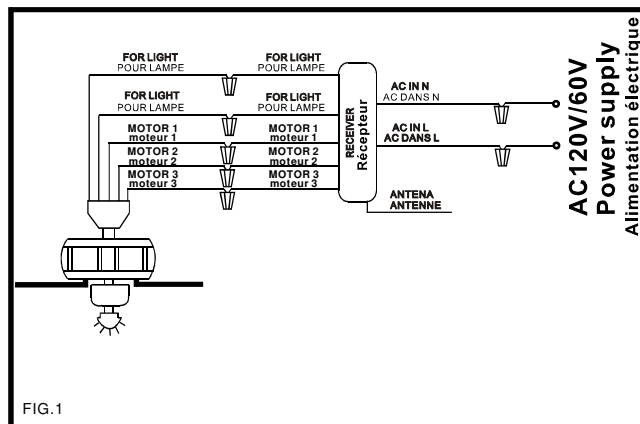 FOR LIGHT
POUR LAMPE
FOR LIGHT
POUR LAMPE
FOR LIGHT
POUR LAMPE
FOR LIGHT
POUR LAMPE
MOTOR 1
moteur 1
MOTOR 1
moteur 1
MOTOR 2
moteur 2
MOTOR 2
moteur 2
MOTOR 3
moteur 3
MOTOR 3
moteur 3
RECEIVER
Récepteur
AC IN N
AC DANS N
AC IN L
AC DANS L
ANTENA
ANTENNE
AC120V/60V
Power supply
Alimentation électrique
FIG.1